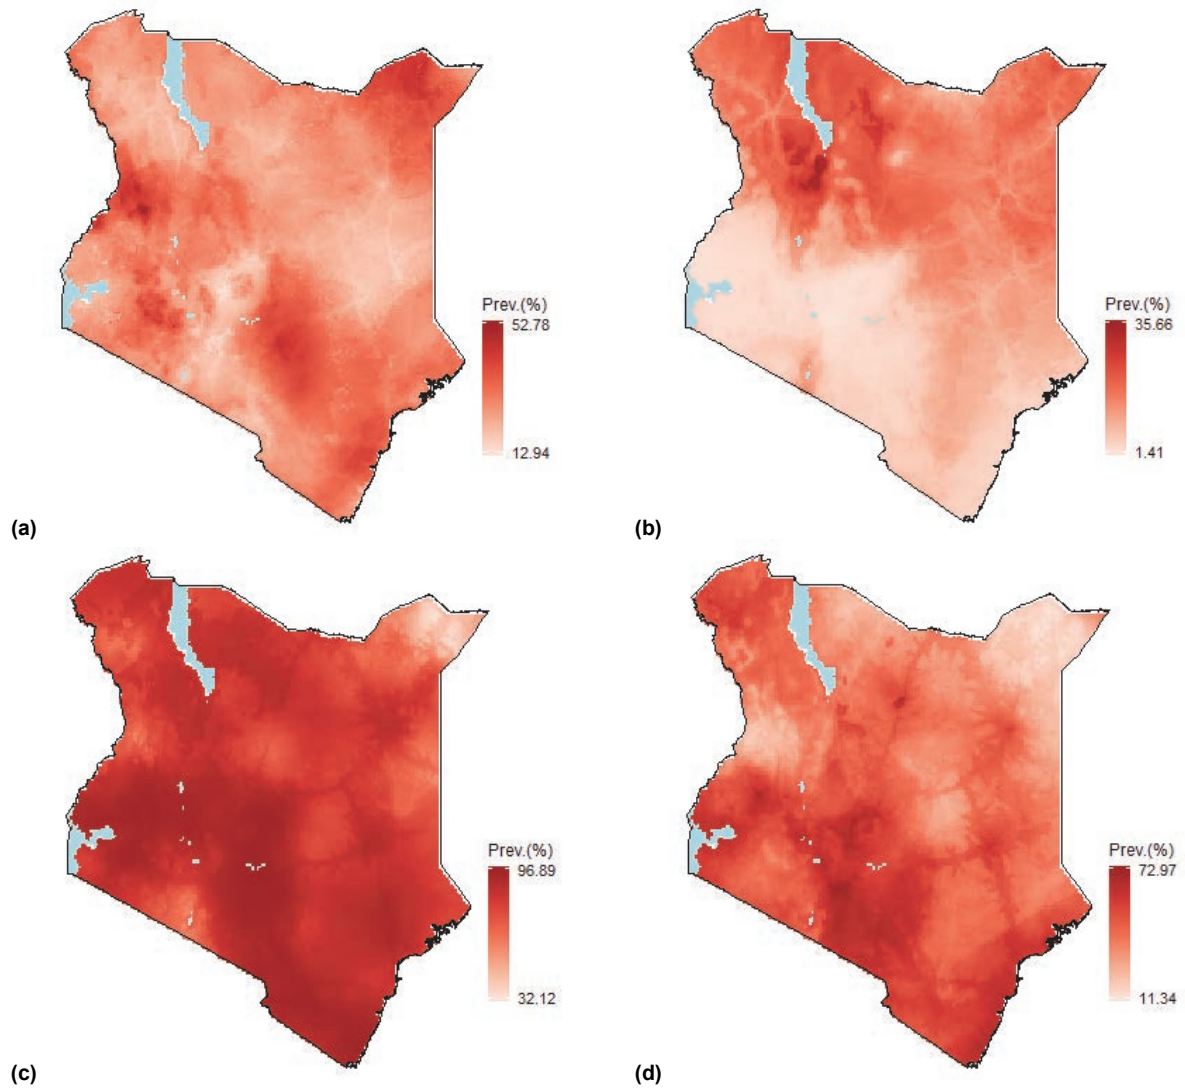 Prev.(%)
52.78
12.94
(a)
Prev.(%)
35.66
1.41
(b)
Prev.(%)
96.89
32.12
(c)
Prev.(%)
72.97
11.34
(d)